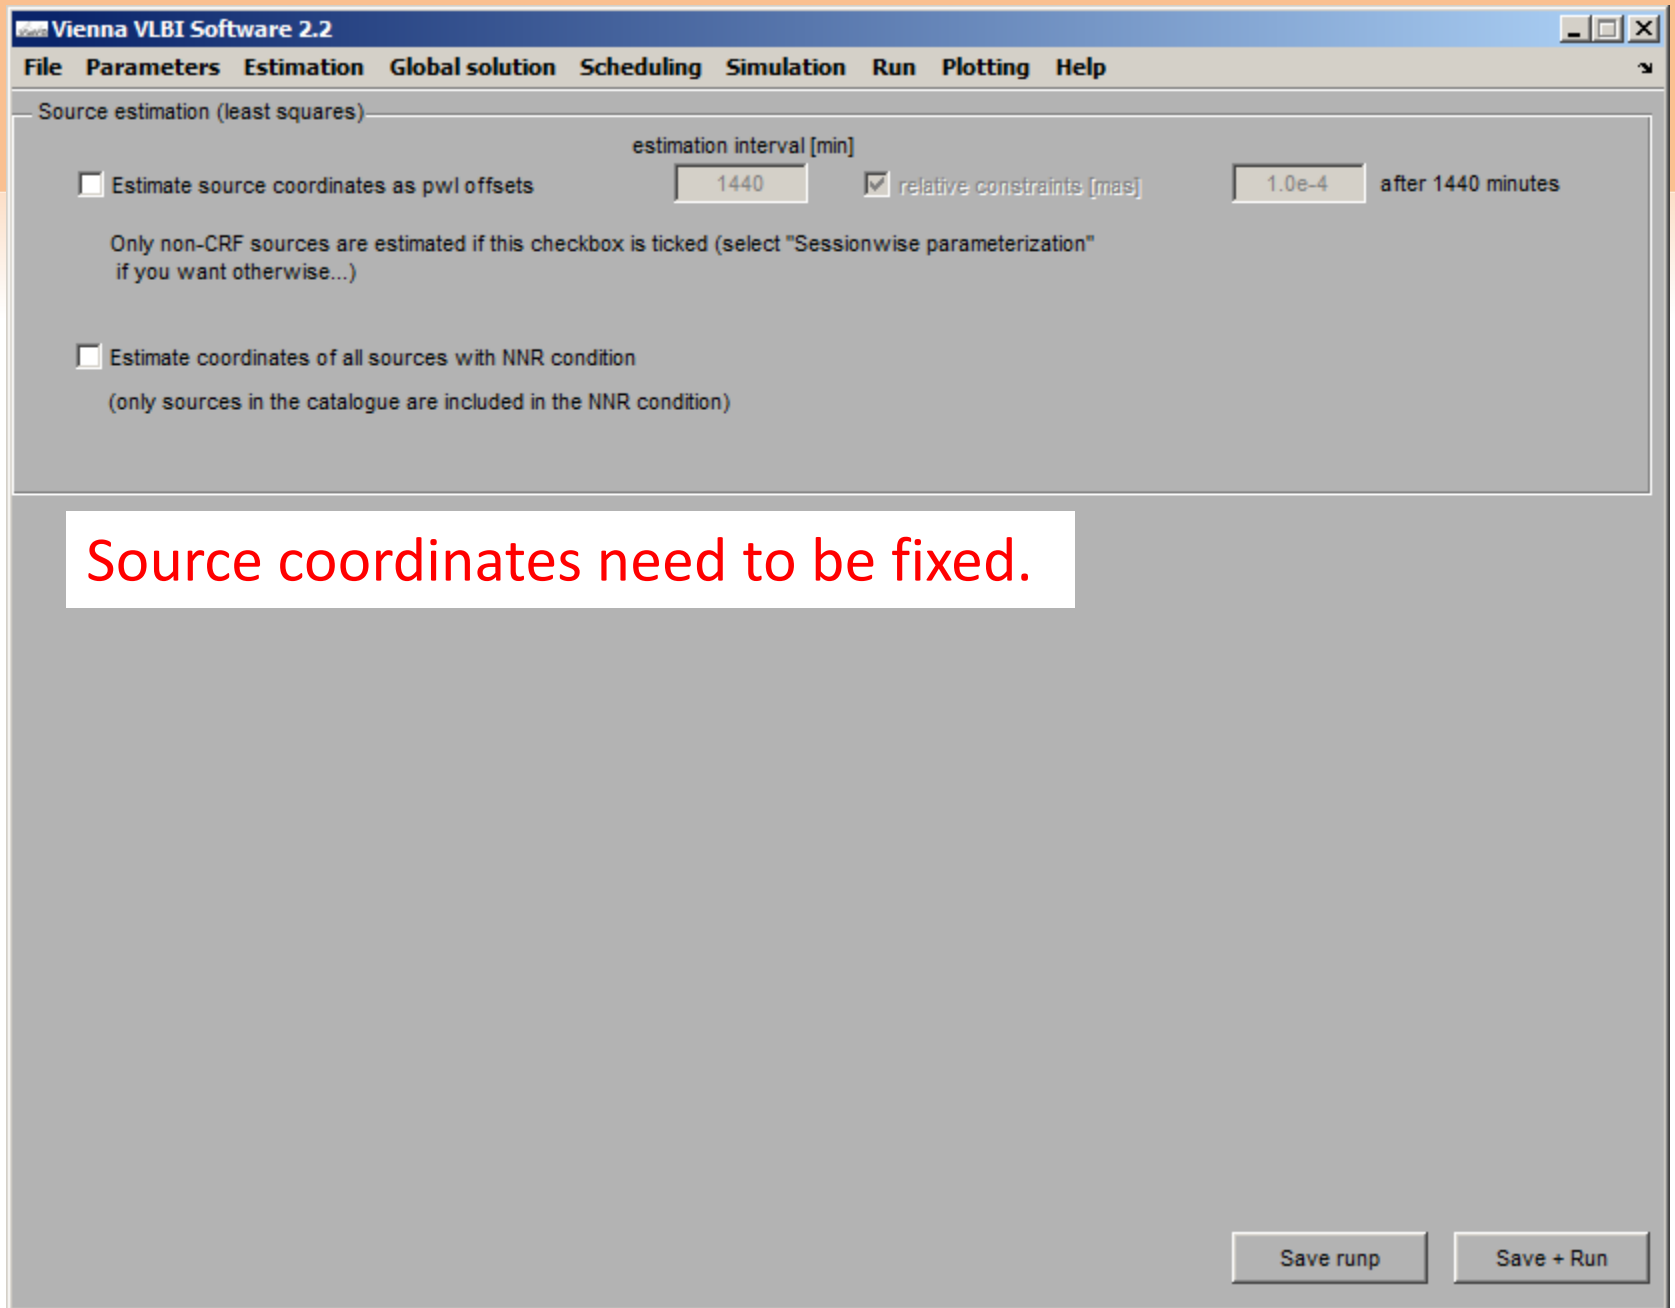 Vienna VLBI Software 2.2
File Parameters Estimation Global solution Scheduling Simulation Run Plotting Help
Source estimation (least squares)
estimation interval [min]
Estimate source coordinates as pwl offsets 1440 relative constraints [mas] 1.0e-4 after 1440 minutes
Only non-CRF sources are estimated if this checkbox is ticked (select "Sessionwise parameterization"
if you want otherwise...)
Estimate coordinates of all sources with NNR condition
(only sources in the catalogue are included in the NNR condition)
Source coordinates need to be fixed.
Save runp Save + Run